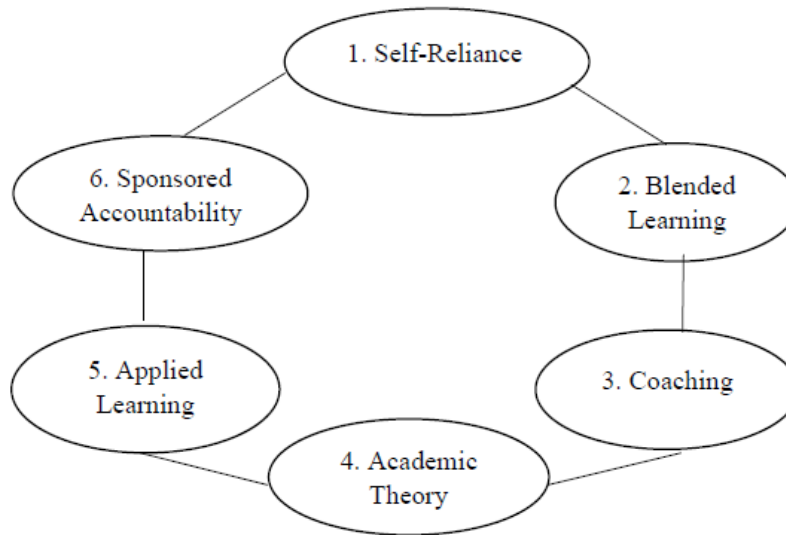 1. Self-Reliance
2. Blended
Learning
3. Coaching
4. Academic
Theory
5. Applied
Learning
6. Sponsored
Accountability